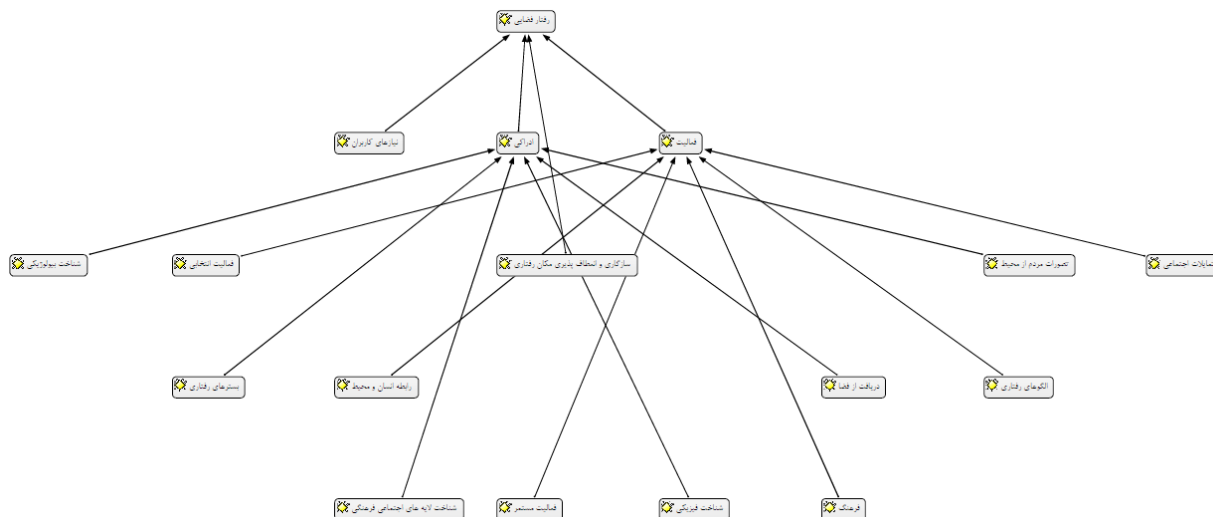 رفتار فضایی
نیازهای کاربران
ادراکی
فعالیت
شناخت بیولوژیکی
فعالیت انتخابی
سازگاری و انعطاف پذیری مکان رفتاری
تصورات مردم از محیط
تمایلات اجتماعی
بسترهای رفتاری
رابطه انسان و محیط
دریافت از فضا
الگوهای رفتاری
شناخت لایه های اجتماعی فرهنگی
فعالیت مستمر
شناخت فیزیکی
فرهنگ